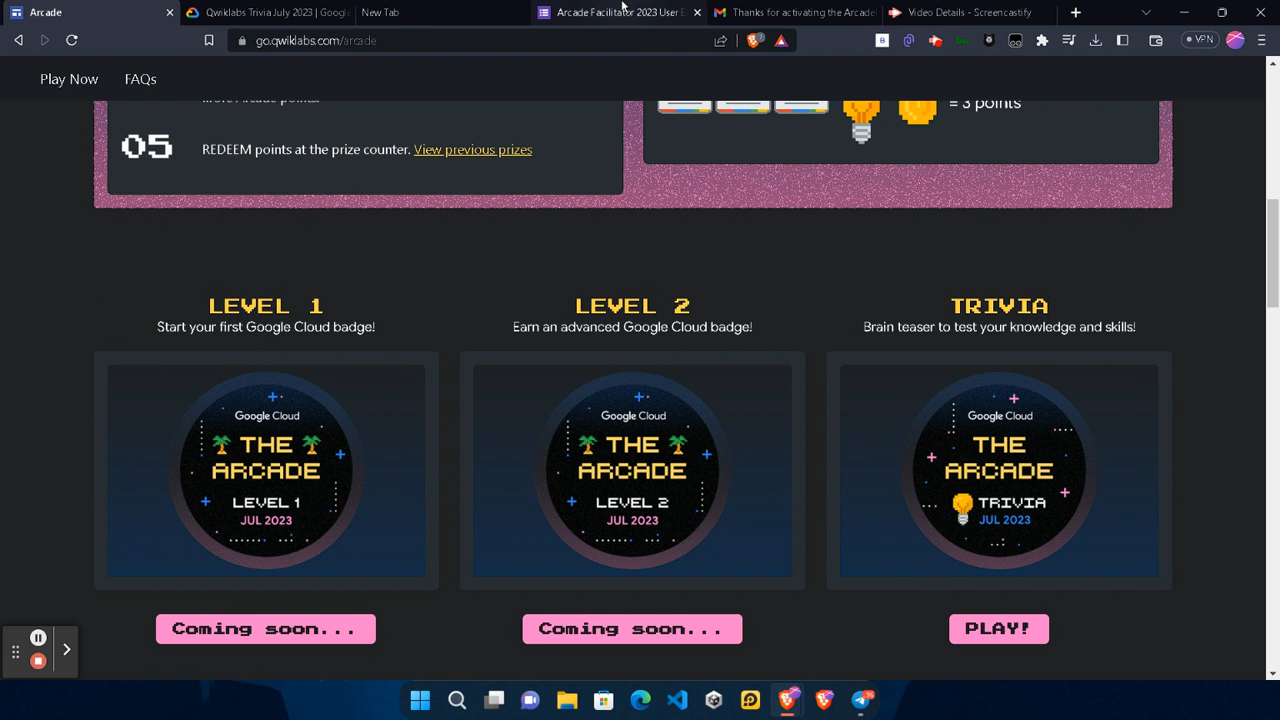 Arcade
Qwiklabs Trivia July 2023 | Google
New Tab
Arcade Facilitator 2023 User E
Thanks for activating the Arcade
Video Details - Screencastify
go.qwiklabs.com/arcade
VPN
Play Now
FAQs
more Arcade points.
= 3 points
05
REDEEM points at the prize counter. View previous prizes
LEVEL 1
Start your first Google Cloud badge!
LEVEL 2
Earn an advanced Google Cloud badge!
TRIVIA
Brain teaser to test your knowledge and skills!
Google Cloud
THE
ARCADE
LEVEL 1
JUL 2023
Google Cloud
THE
ARCADE
LEVEL 2
JUL 2023
Google Cloud
THE
ARCADE
TRIVIA
JUL 2023
Coming soon...
Coming soon...
PLAY!